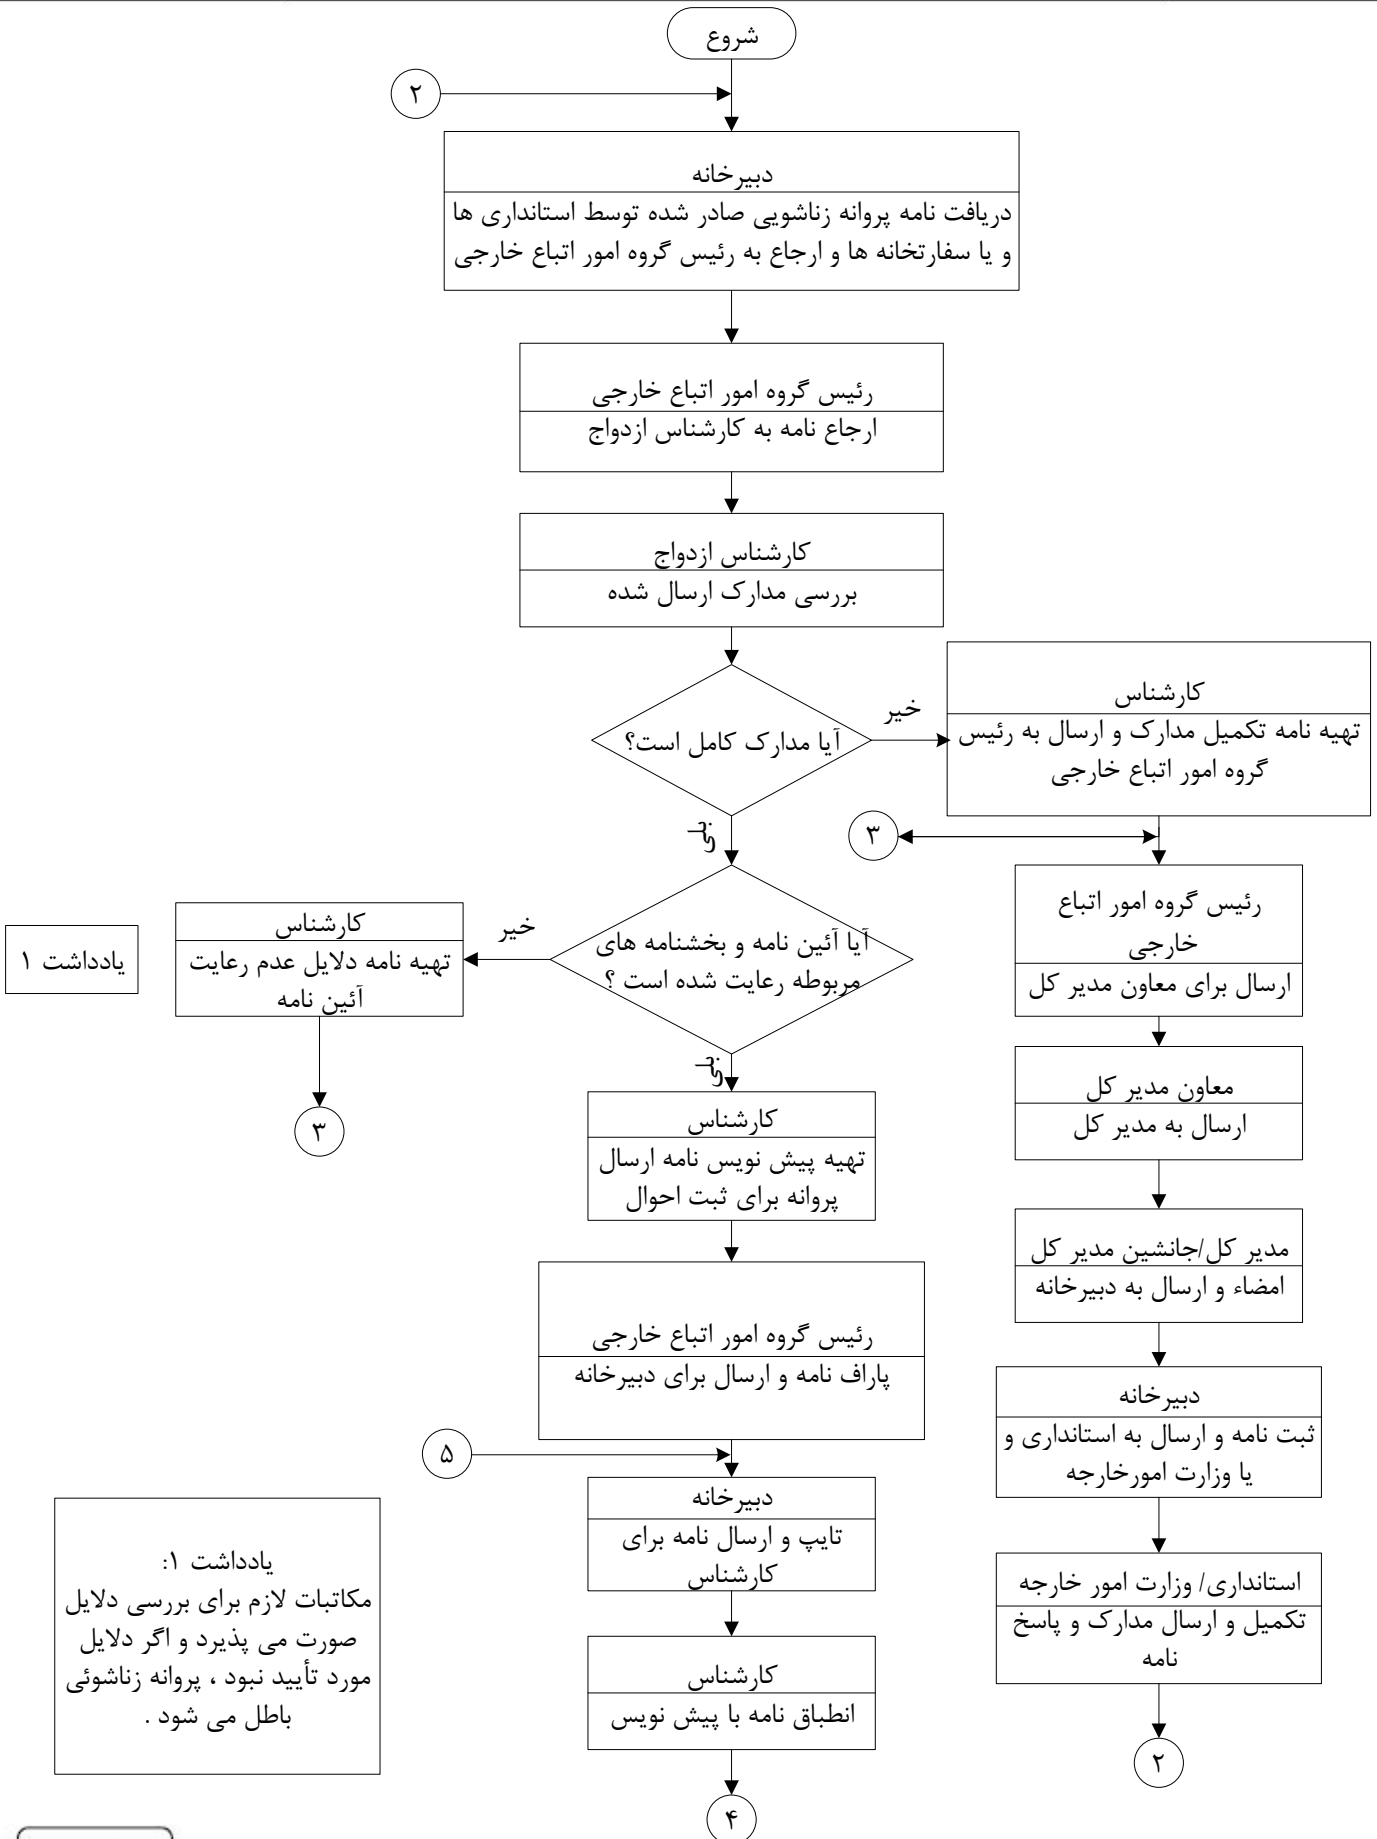 شروع
۲
دبیرخانه
دریافت نامه پروانه زناشویی صادر شده توسط استانداری ها
و یا سفارتخانه ها و ارجاع به رئیس گروه امور اتباع خارجی
رئیس گروه امور اتباع خارجی
ارجاع نامه به کارشناس ازدواج
کارشناس ازدواج
بررسی مدارک ارسال شده
آیا مدارک کامل است؟
خیر
کارشناس
تهیه نامه تکمیل مدارک و ارسال به رئیس
گروه امور اتباع خارجی
بلی
۳
رئیس گروه امور اتباع
خارجی
ارسال برای معاون مدیر کل
آیا آئین نامه و بخشنامه های
مربوطه رعایت شده است ؟
خیر
کارشناس
تهیه نامه دلایل عدم رعایت
آئین نامه
یادداشت ۱
۳
بلی
معاون مدیر کل
ارسال به مدیر کل
کارشناس
تهیه پیش نویس نامه ارسال
پروانه برای ثبت احوال
مدیر کل/جانشین مدیر کل
امضاء و ارسال به دبیرخانه
رئیس گروه امور اتباع خارجی
پاراف نامه و ارسال برای دبیرخانه
دبیرخانه
ثبت نامه و ارسال به استانداری و
یا وزارت امورخارجه
۵
دبیرخانه
تایپ و ارسال نامه برای
کارشناس
استانداری/ وزارت امور خارجه
تکمیل و ارسال مدارک و پاسخ
نامه
کارشناس
انطباق نامه با پیش نویس
۲
۴
یادداشت ۱:
مکاتبات لازم برای بررسی دلایل
صورت می پذیرد و اگر دلایل
مورد تأیید نبود ، پروانه زناشوئی
باطل می شود .